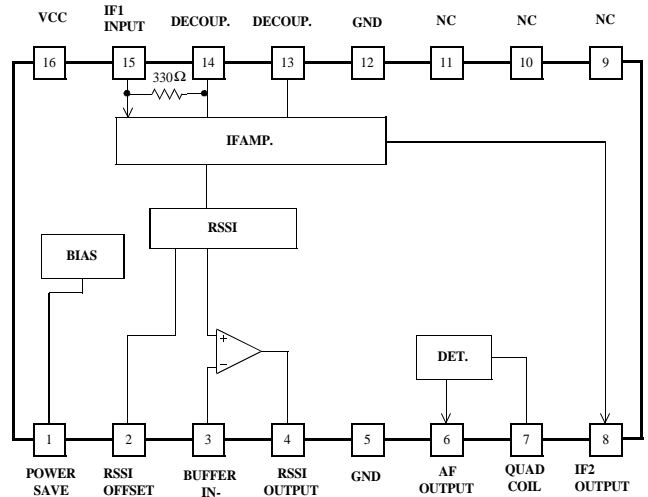 VCC
IF1
INPUT
DECOUP.
DECOUP.
GND
NC
NC
NC
16
15
14
13
12
11
10
9
330Ω
IFAMP.
RSSI
BIAS
+
−
DET.
1
2
3
4
5
6
7
8
POWER
SAVE
RSSI
OFFSET
BUFFER
IN-
RSSI
OUTPUT
GND
AF
OUTPUT
QUAD
COIL
IF2
OUTPUT